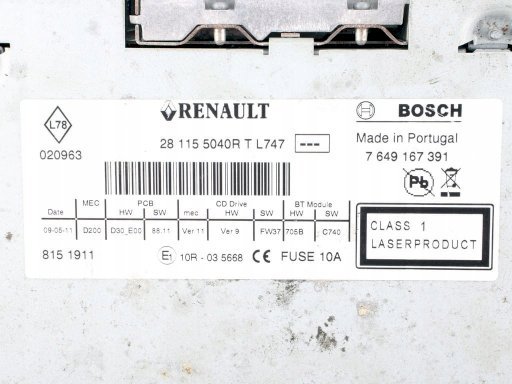 L78
RENAULT
BOSCH
020963
28 115 5040R T L747
---
Made in Portugal
7 649 167 391
Pb
MEC PCB CD Drive BT Module
Date HW SW mec HW SW HW SW
09-05-11 D200 D30_E00 88.11 Ver 11 Ver 9 FW37 705B C740
CLASS 1
LASERPRODUCT
815 1911
E1 10R - 03 5668 CE FUSE 10A